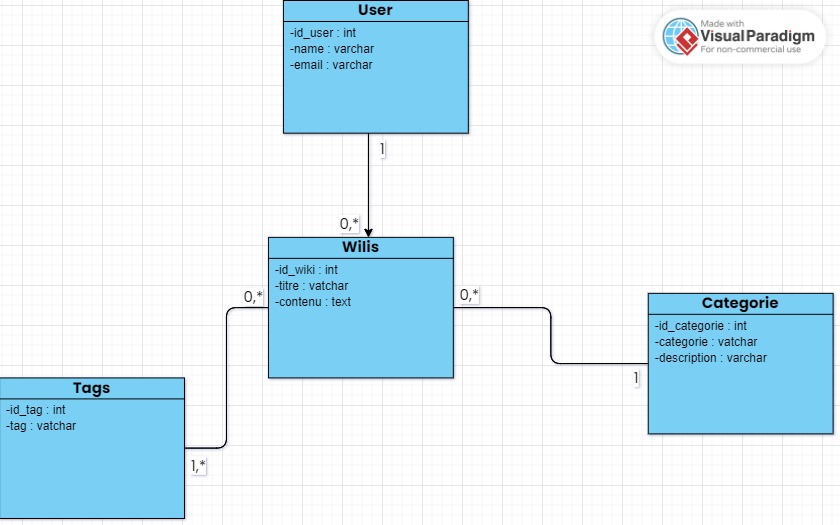 User
-id_user : int
-name : varchar
-email : varchar
Made with
VisualParadigm
For non-commercial use
1
0,*
Wilis
-id_wiki : int
-titre : vatchar
-contenu : text
0,*
0,*
Categorie
-id_categorie : int
-categorie : vatchar
-description : varchar
1
Tags
-id_tag : int
-tag : vatchar
1,*